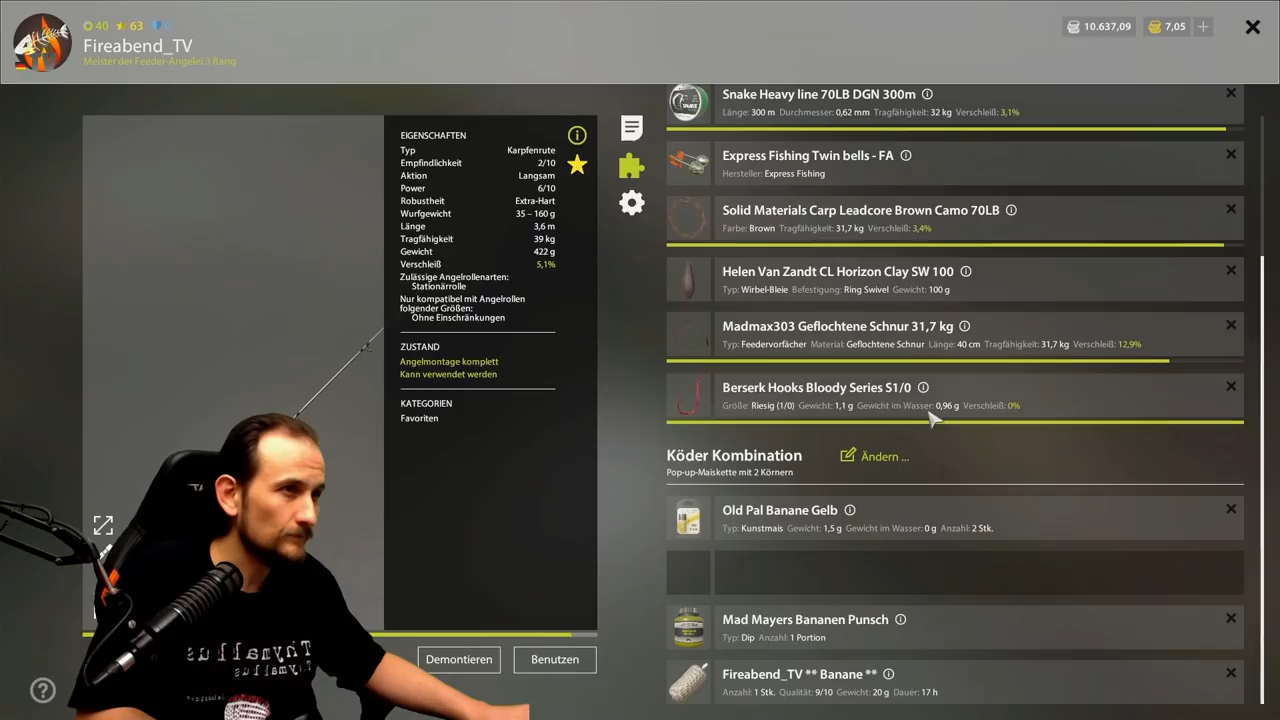 40 63
Fireabend_TV
Meister der Feeder-Angelei 3 Rang
10.637,09
7,05
EIGENSCHAFTEN
Typ Karpfenrute
Empfindlichkeit 2/10
Aktion Langsam
Power 6/10
Robustheit Extra-Hart
Wurfgewicht 35 – 160 g
Länge 3,6 m
Tragfähigkeit 39 kg
Gewicht 422 g
Verschleiß 5,1%
Zulässige Angelrollenarten:
Stationärrolle
Nur kompatibel mit Angelrollen
folgender Größen:
Ohne Einschränkungen
ZUSTAND
Angelmontage komplett
Kann verwendet werden
KATEGORIEN
Favoriten
Demontieren
Benutzen
Snake Heavy line 70LB DGN 300m
Länge: 300 m Durchmesser: 0,62 mm Tragfähigkeit: 32 kg Verschleiß: 3,1%
Express Fishing Twin bells - FA
Hersteller: Express Fishing
Solid Materials Carp Leadcore Brown Camo 70LB
Farbe: Brown Tragfähigkeit: 31,7 kg Verschleiß: 3,4%
Helen Van Zandt CL Horizon Clay SW 100
Typ: Wirbel-Bleie Befestigung: Ring Swivel Gewicht: 100 g
Madmax303 Geflochtene Schnur 31,7 kg
Typ: Feedervorfächer Material: Geflochtene Schnur Länge: 40 cm Tragfähigkeit: 31,7 kg Verschleiß: 12,9%
Berserk Hooks Bloody Series S1/0
Größe: Riesig (1/0) Gewicht: 1,1 g Gewicht im Wasser: 0,96 g Verschleiß: 0%
Köder Kombination
Ändern ...
Pop-up-Maiskette mit 2 Körnern
Old Pal Banane Gelb
Typ: Kunstmais Gewicht: 1,5 g Gewicht im Wasser: 0 g Anzahl: 2 Stk.
Mad Mayers Bananen Punsch
Typ: Dip Anzahl: 1 Portion
Fireabend_TV ** Banane **
Anzahl: 1 Stk. Qualität: 9/10 Gewicht: 20 g Dauer: 17 h
Thymallus